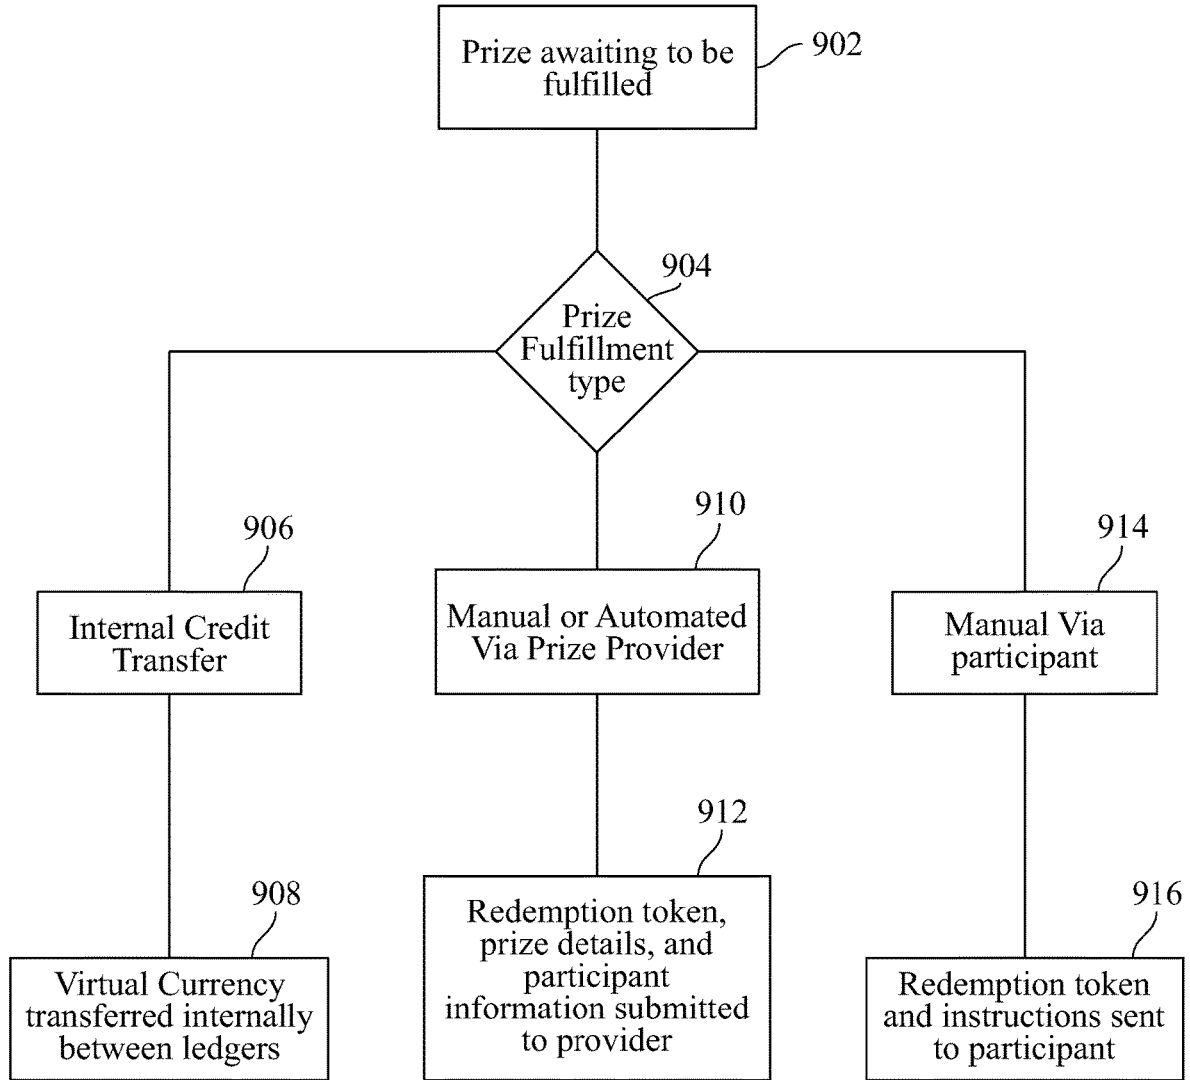 Prize awaiting to be
fulfilled
902
904
Prize
Fulfillment
type
906
Internal Credit
Transfer
910
Manual or Automated
Via Prize Provider
914
Manual Via
participant
908
Virtual Currency
transferred internally
between ledgers
912
Redemption token,
prize details, and
participant
information submitted
to provider
916
Redemption token
and instructions sent
to participant